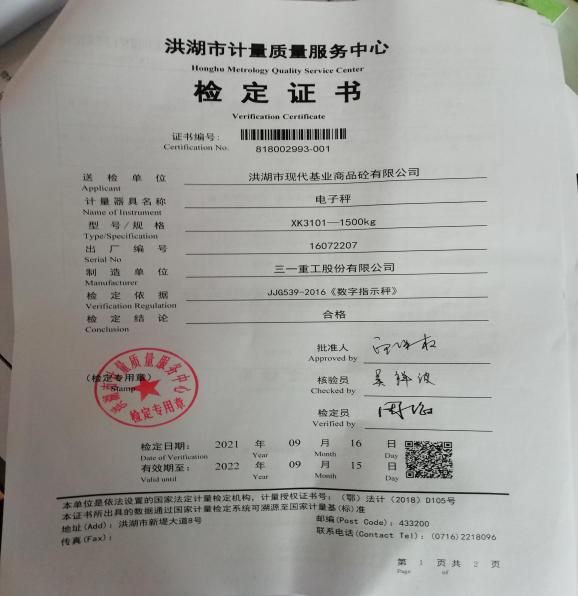 洪湖市计量质量服务中心
Honghu Metrology Quality Service Center
检定证书
Verification Certificate
证书编号:
Certification No. 818002993-001
送检单位 洪湖市现代基业商品砼有限公司
Applicant
计量器具名称 电子秤
Name of Instrument
型号/规格 XK3101—1500kg
Type/Specification
出厂编号 16072207
Serial No
制造单位 三一重工股份有限公司
Manufacturer
检定依据 JJG539-2016《数字指示秤》
Verification Regulation
检定结论 合格
Conclusion
批准人
Approved by
(检定专用章) 核验员
Stamp Checked by
洪湖市计量质量服务中心
检定专用章
检定员
Verified by
检定日期: 2021 年 09 月 16 日
Date of Verification Year Month Day
有效期至: 2022 年 09 月 15 日
Valid until Year Month Day
本单位是依法设置的国家法定计量检定机构, 计量授权证书号: (鄂) 法计 (2018) D105号
本证书所出具的数据通过国家计量检定系统可溯源至国家计量基(标)准
地址(Add): 洪湖市新堤大道8号 邮编(Post Code): 433200
传真(Fax): 联系电话(Contact Tel): (0716)2218096
第 1 页 共 2 页
Page of